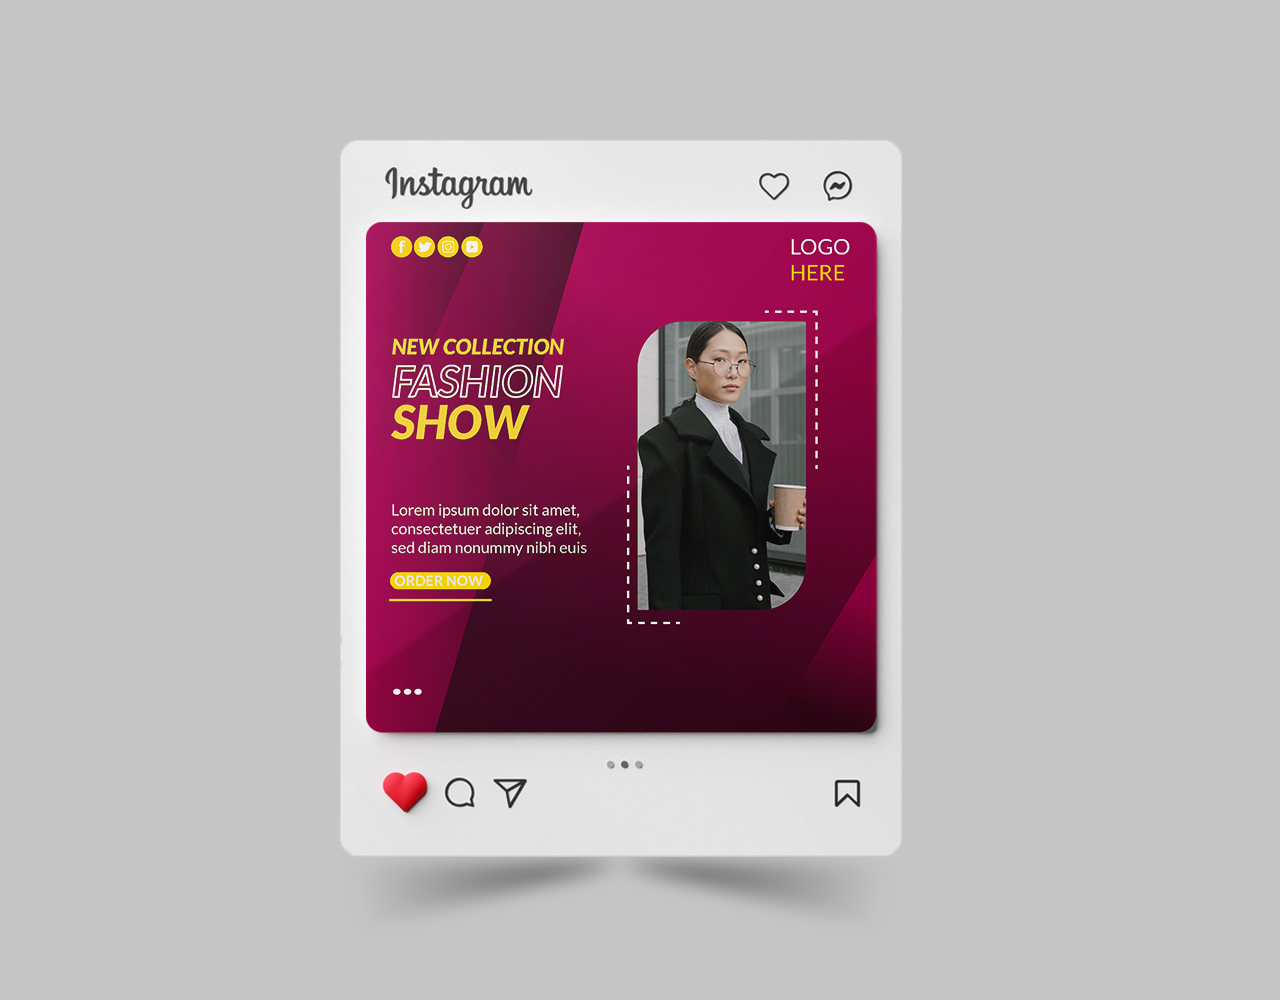 Instagram
LOGO
HERE
NEW COLLECTION
FASHION
SHOW
Lorem ipsum dolor sit amet,
consectetuer adipiscing elit,
sed diam nonummy nibh euis
ORDER NOW